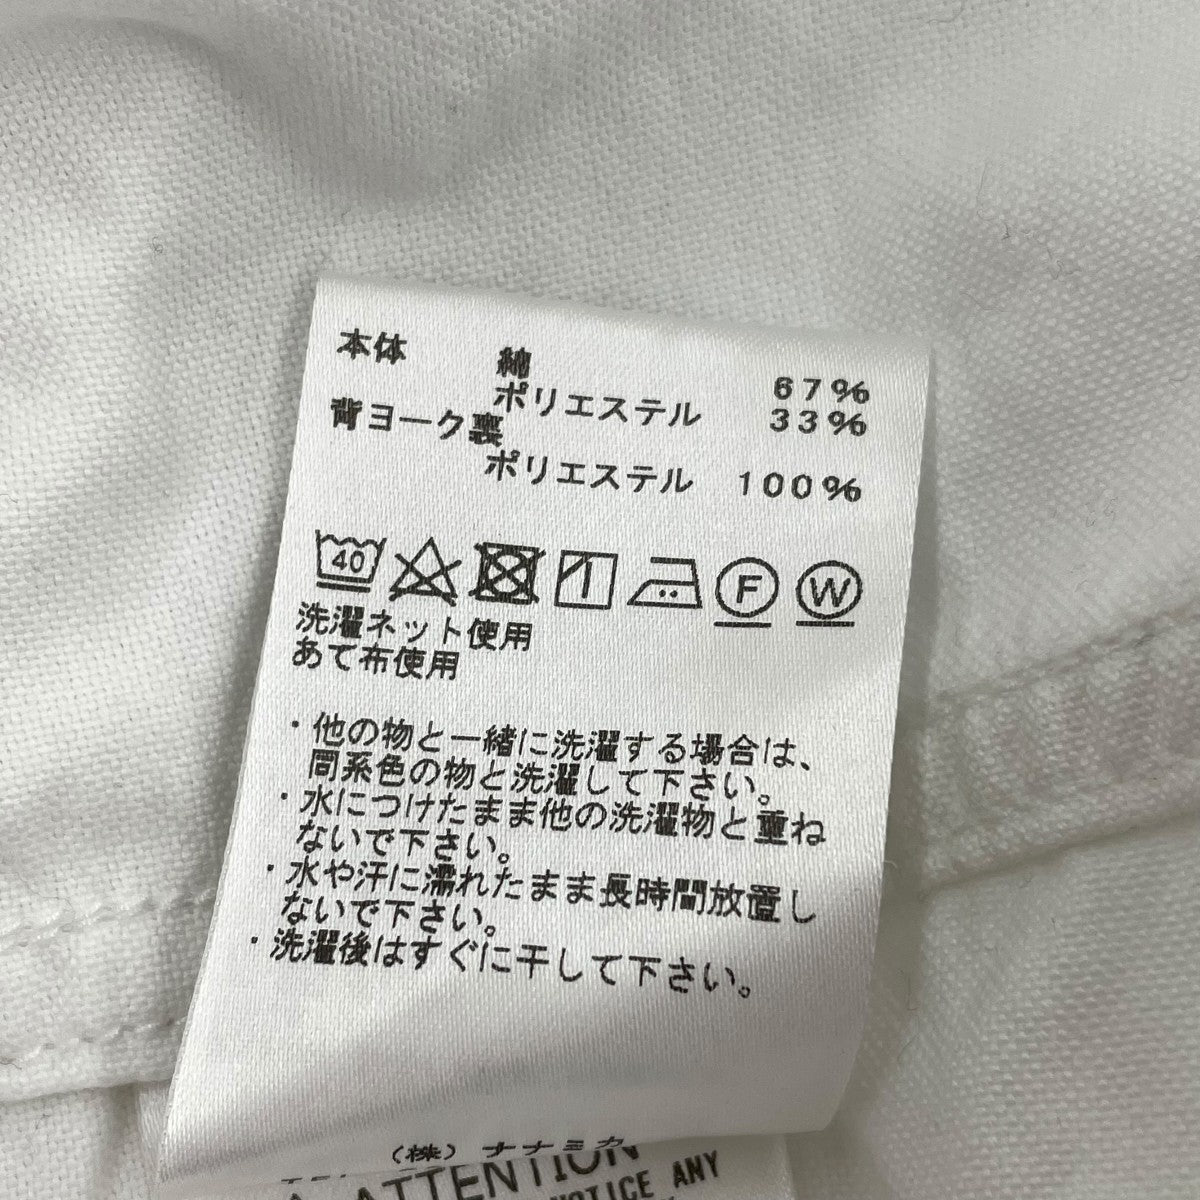 本体 綿 67%
ポリエステル 33%
背ヨーク裏
ポリエステル 100%
40 F W
洗濯ネット使用
あて布使用
・他の物と一緒に洗濯する場合は、
同系色の物と洗濯して下さい。
・水につけたまま他の洗濯物と重ね
ないで下さい。
・水や汗に濡れたまま長時間放置し
ないで下さい。
・洗濯後はすぐに干して下さい。
(株) ナナミカ
ATTENTION
NOTICE ANY